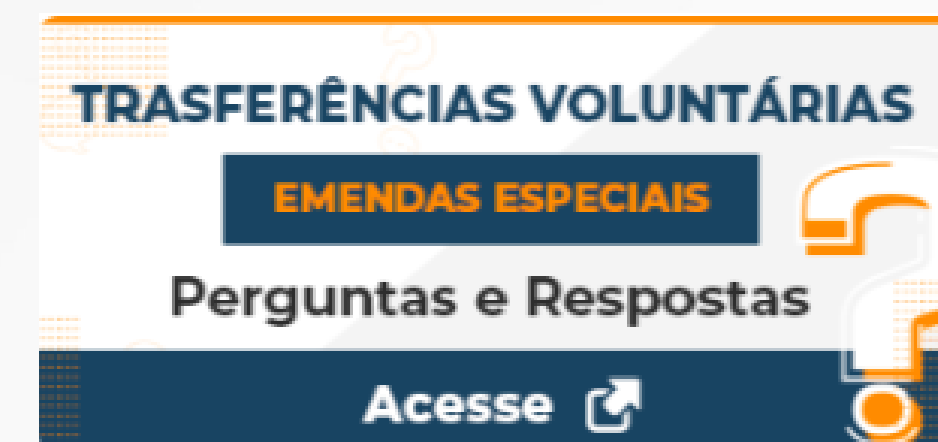 TRASFERÊNCIAS VOLUNTÁRIAS
EMENDAS ESPECIAIS
Perguntas e Respostas
Acesse